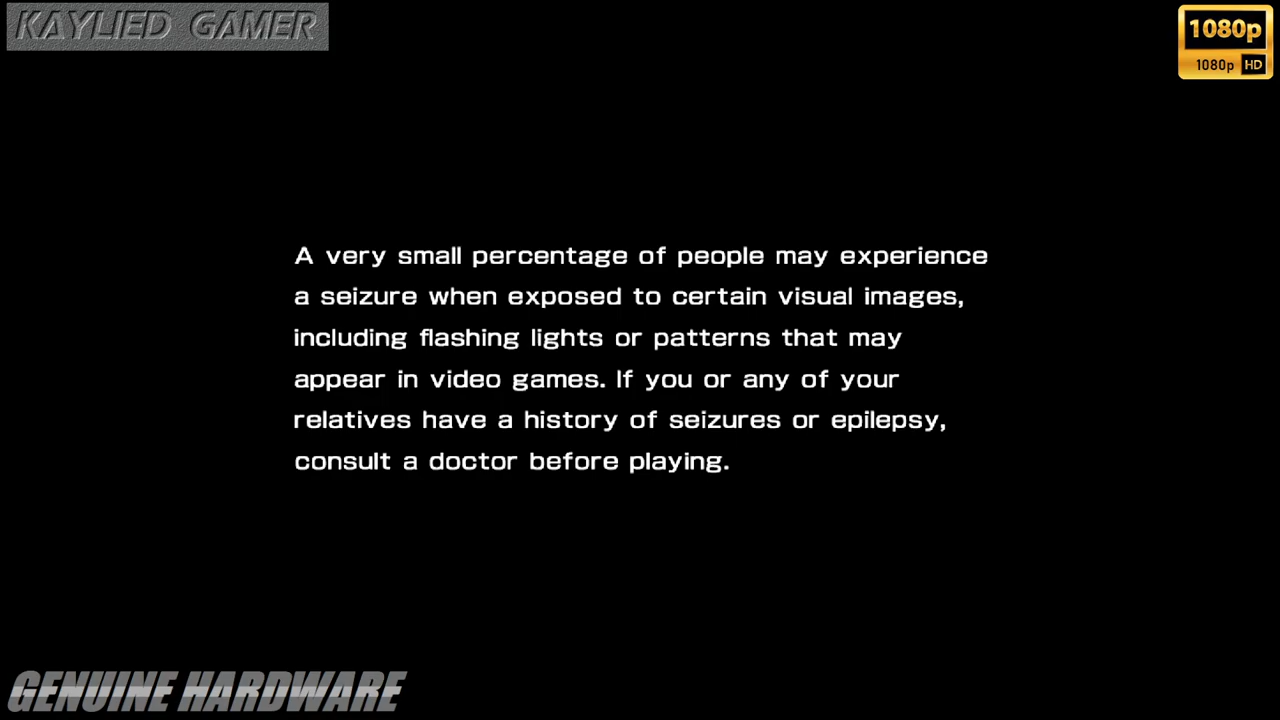 KAYLIED GAMER
1080p
1080p HD
A very small percentage of people may experience
a seizure when exposed to certain visual images,
including flashing lights or patterns that may
appear in video games. If you or any of your
relatives have a history of seizures or epilepsy,
consult a doctor before playing.
GENUINE HARDWARE